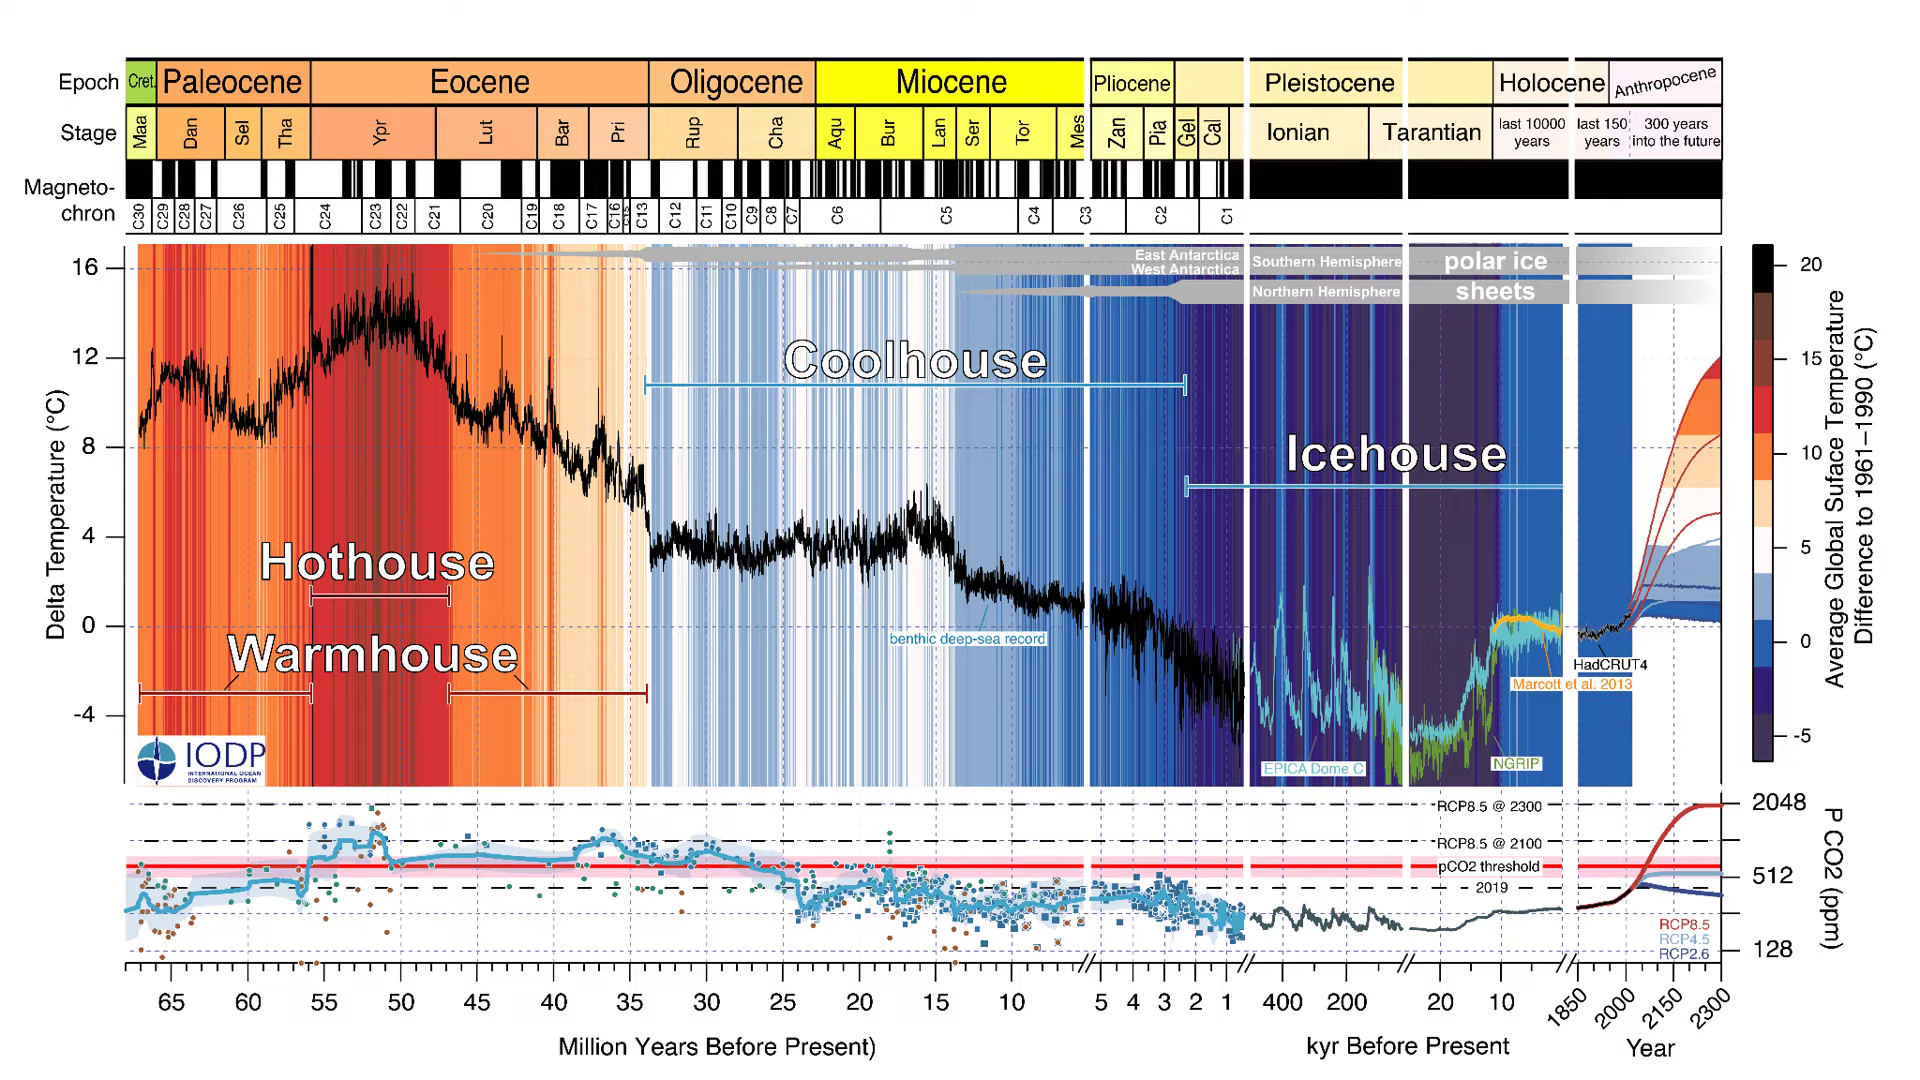 Epoch
Cret.
Paleocene
Eocene
Oligocene
Miocene
Pliocene
Pleistocene
Holocene
Anthropocene
Stage
Maa
Dan
Sel
Tha
Ypr
Lut
Bar
Pri
Rup
Cha
Aqu
Bur
Lan
Ser
Tor
Mes
Zan
Pia
Gel
Cal
Ionian
Tarantian
last 10000
years
last 150
years
300 years
into the future
Magneto-
chron
C30
C29
C28
C27
C26
C25
C24
C23
C22
C21
C20
C19
C18
C17
C16
C15
C13
C12
C11
C10
C9
C8
C7
C6
C5
C4
C3
C2
C1
16
12
8
4
0
-4
Delta Temperature (°C)
East Antarctica
West Antarctica
Southern Hemisphere
polar ice
Northern Hemisphere
sheets
Coolhouse
Icehouse
Hothouse
Warmhouse
benthic deep-sea record
HadCRUT4
Marcott et al. 2013
EPICA Dome C
NGRIP
IODP
INTERNATIONAL OCEAN
DISCOVERY PROGRAM
20
15
10
5
0
-5
Average Global Suface Temperature
Difference to 1961–1990 (°C)
RCP8.5 @ 2300
RCP8.5 @ 2100
pCO2 threshold
2019
RCP8.5
RCP4.5
RCP2.6
2048
512
128
P CO2 (ppm)
65
60
55
50
45
40
35
30
25
20
15
10
5
4
3
2
1
400
200
20
10
1850
2000
2150
2300
Million Years Before Present)
kyr Before Present
Year